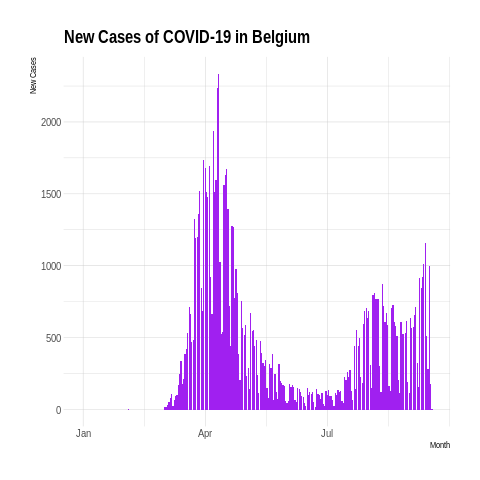 New Cases of COVID-19 in Belgium
New Cases
2000
1500
1000
500
0
Jan
Apr
Jul
Month